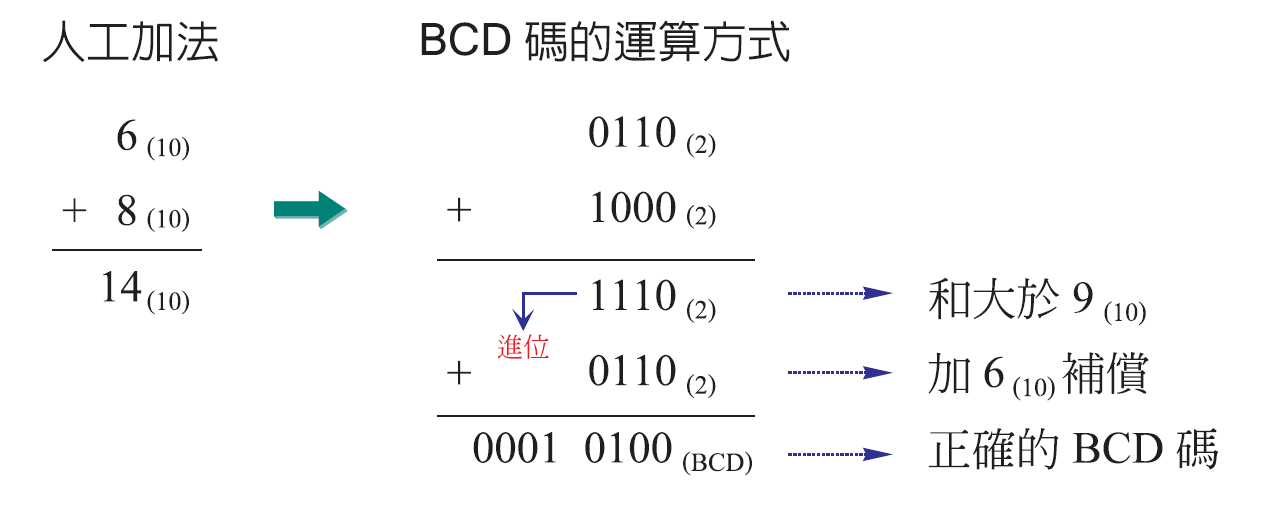 人工加法
6 (10)
+ 8 (10)
14 (10)
BCD 碼的運算方式
0110 (2)
+ 1000 (2)
1110 (2) 和大於 9 (10)
進位
+ 0110 (2) 加 6 (10) 補償
0001 0100 (BCD) 正確的 BCD 碼